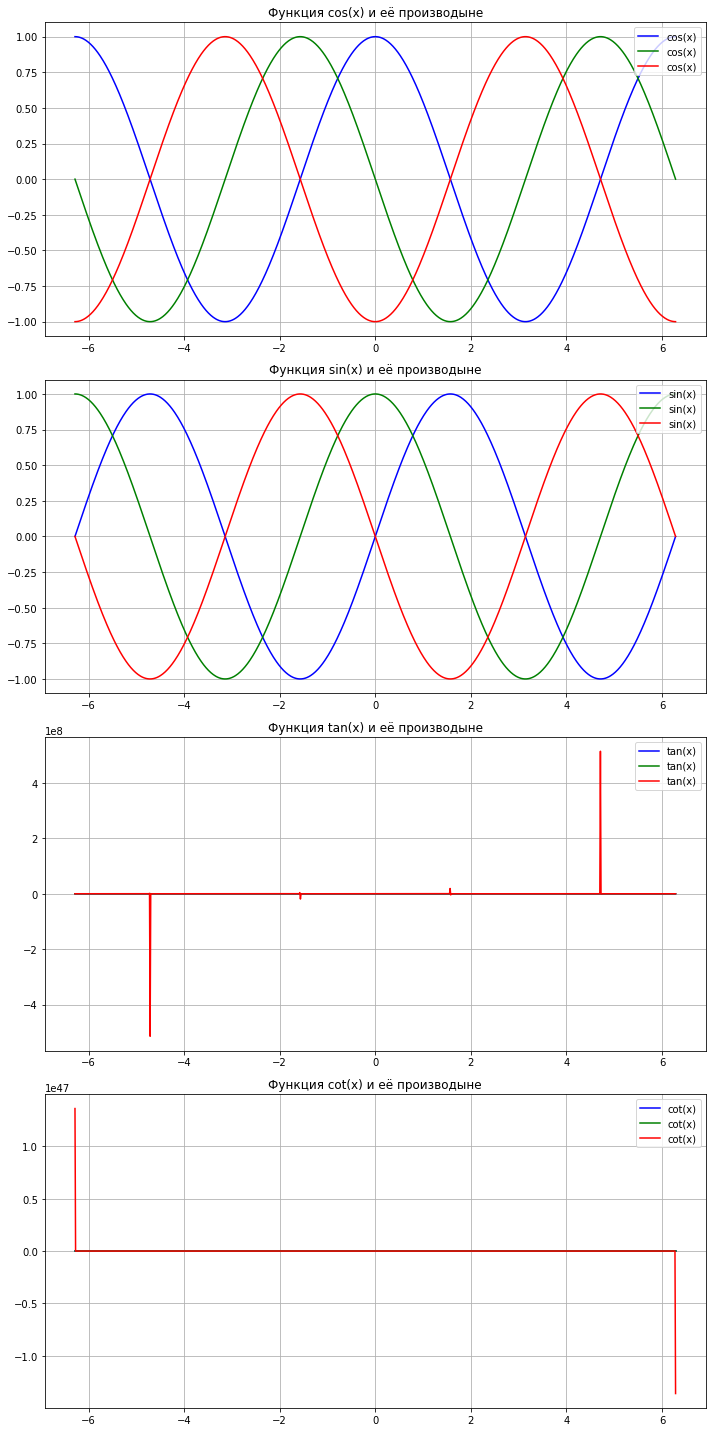 Функция cos(x) и её производыне
1.00
0.75
0.50
0.25
0.00
−0.25
−0.50
−0.75
−1.00
cos(x)
cos(x)
cos(x)
−6 −4 −2 0 2 4 6
Функция sin(x) и её производыне
1.00
0.75
0.50
0.25
0.00
−0.25
−0.50
−0.75
−1.00
sin(x)
sin(x)
sin(x)
−6 −4 −2 0 2 4 6
1e8
Функция tan(x) и её производыне
4
2
0
−2
−4
tan(x)
tan(x)
tan(x)
−6 −4 −2 0 2 4 6
1e47
Функция cot(x) и её производыне
1.0
0.5
0.0
−0.5
−1.0
cot(x)
cot(x)
cot(x)
−6 −4 −2 0 2 4 6